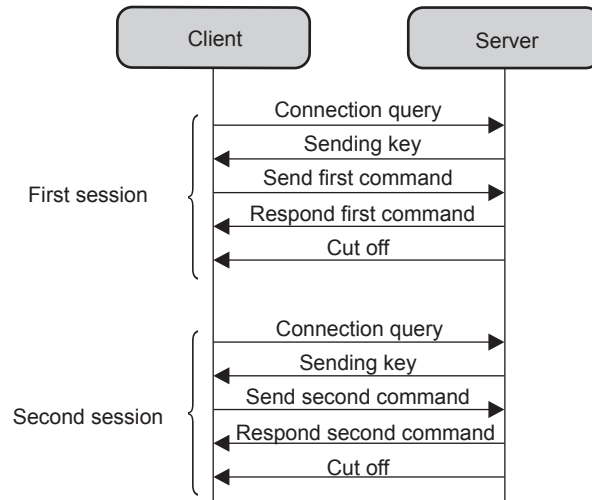 Client
Server
Connection query
Sending key
First session
Send first command
Respond first command
Cut off
Connection query
Sending key
Second session
Send second command
Respond second command
Cut off